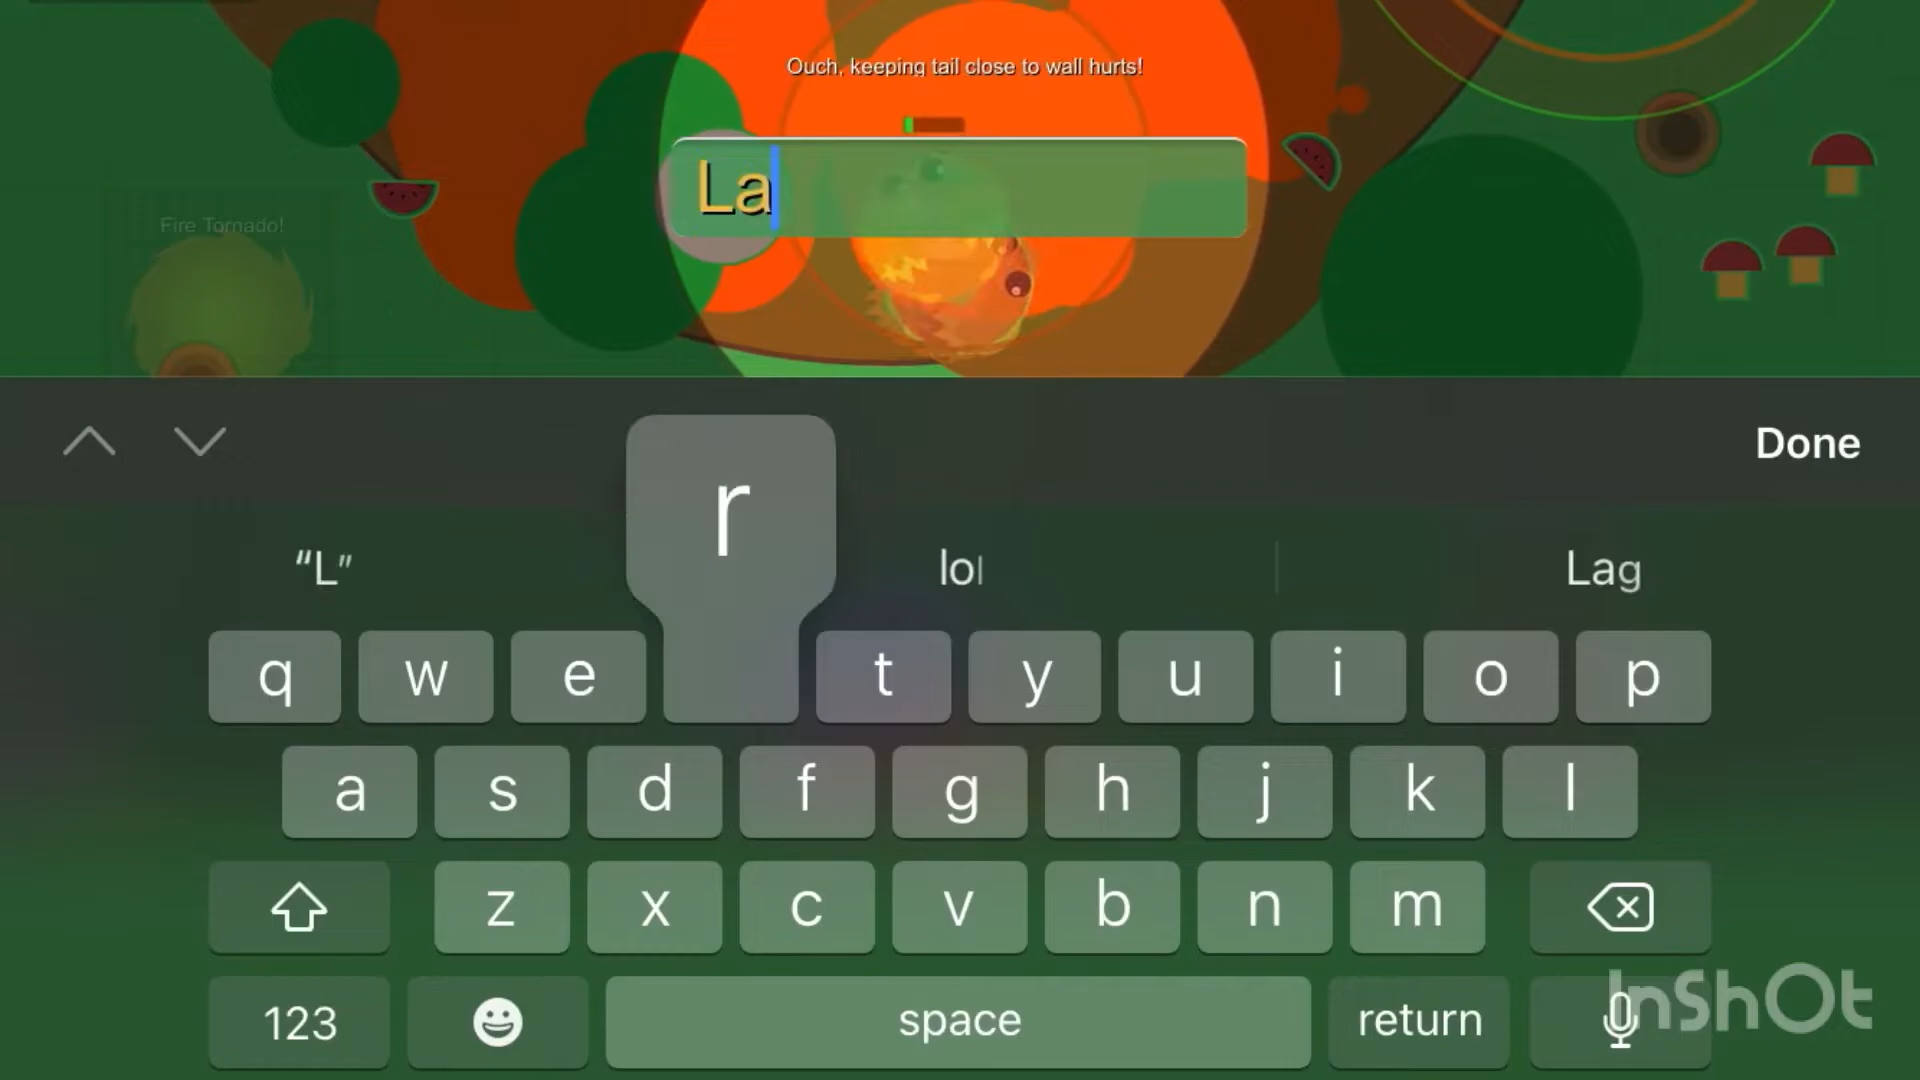 Ouch, keeping tail close to wall hurts!
La
Fire Tornado!
Done
r
"L" lol Lag
q w e t y u i o p
a s d f g h j k l
z x c v b n m
123 space return
InShOt